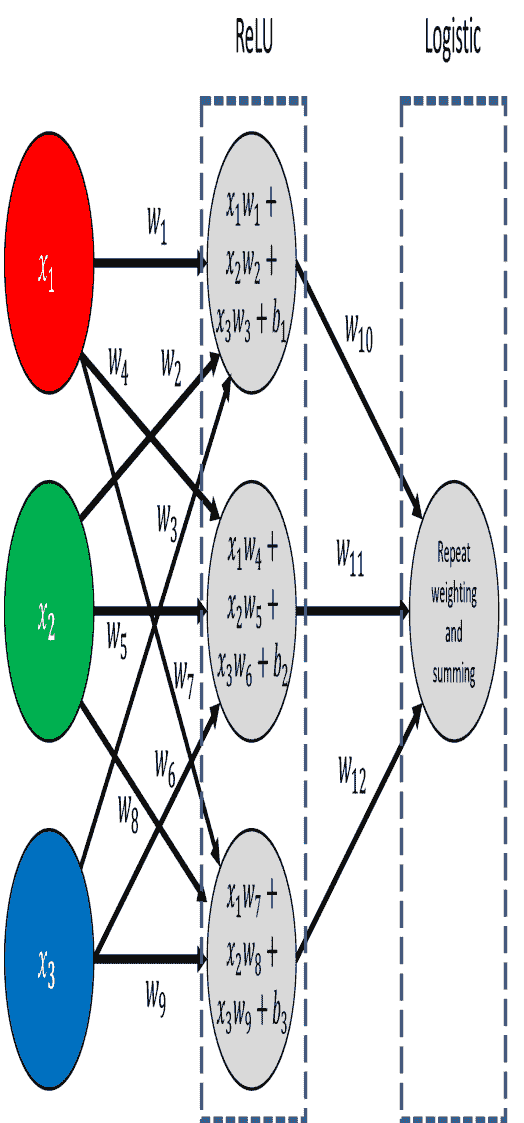 ReLU
Logistic
x₁
w₁
x₁w₁ +
x₂w₂ +
x₃w₃ + b₁
w₁₀
w₄
w₂
w₃
x₂
w₅
x₁w₄ +
x₂w₅ +
x₃w₆ + b₂
w₁₁
Repeat
weighting
and
summing
w₇
w₆
w₈
w₁₂
x₃
w₉
x₁w₇ +
x₂w₈ +
x₃w₉ + b₃